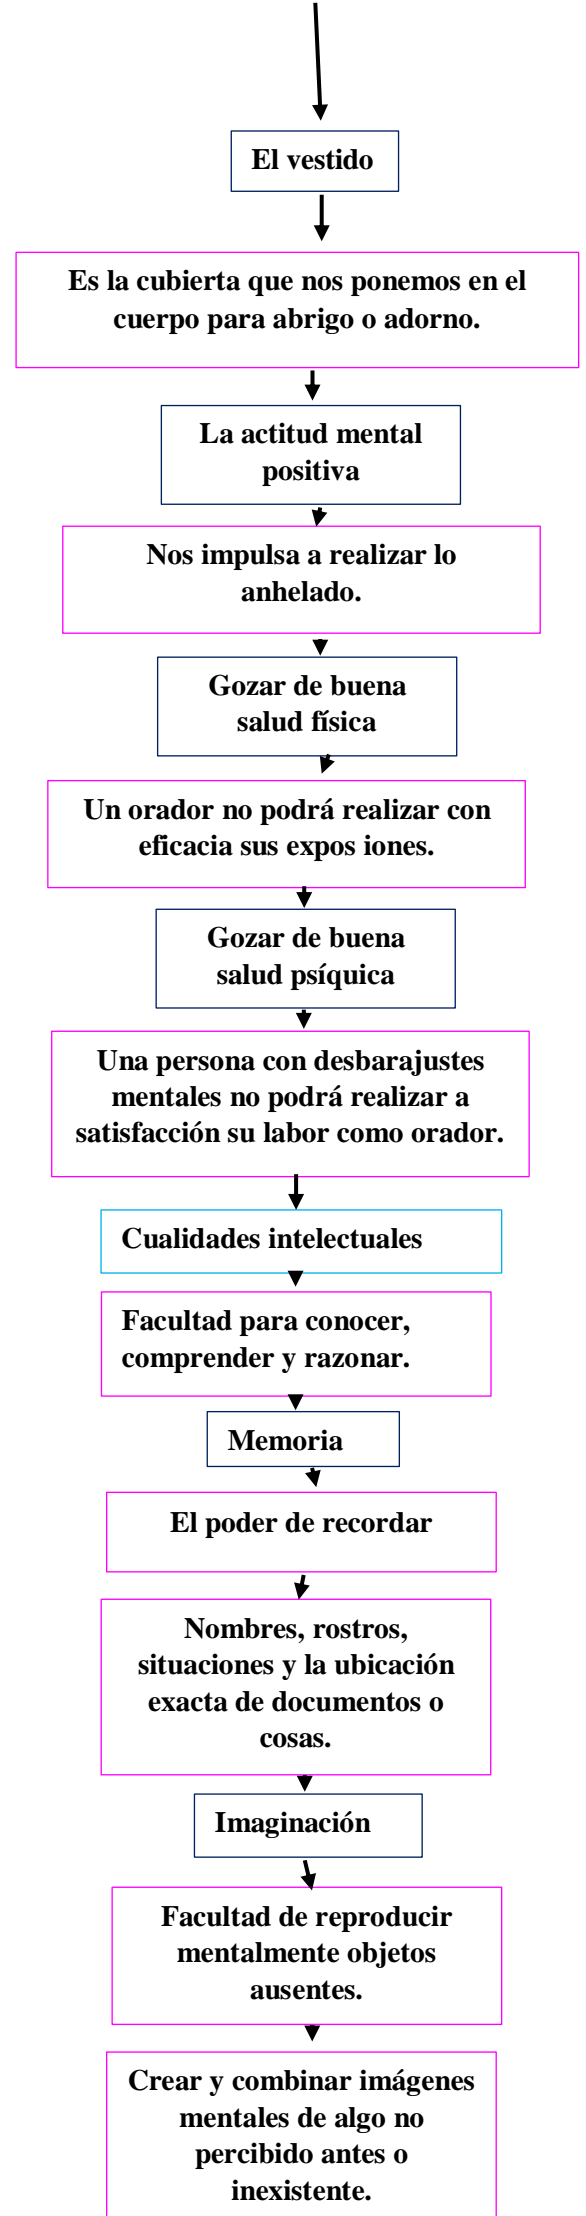 El vestido
Es la cubierta que nos ponemos en el
cuerpo para abrigo o adorno.
La actitud mental
positiva
Nos impulsa a realizar lo
anhelado.
Gozar de buena
salud física
Un orador no podrá realizar con
eficacia sus expos iones.
Gozar de buena
salud psíquica
Una persona con desbarajustes
mentales no podrá realizar a
satisfacción su labor como orador.
Cualidades intelectuales
Facultad para conocer,
comprender y razonar.
Memoria
El poder de recordar
Nombres, rostros,
situaciones y la ubicación
exacta de documentos o
cosas.
Imaginación
Facultad de reproducir
mentalmente objetos
ausentes.
Crear y combinar imágenes
mentales de algo no
percibido antes o
inexistente.